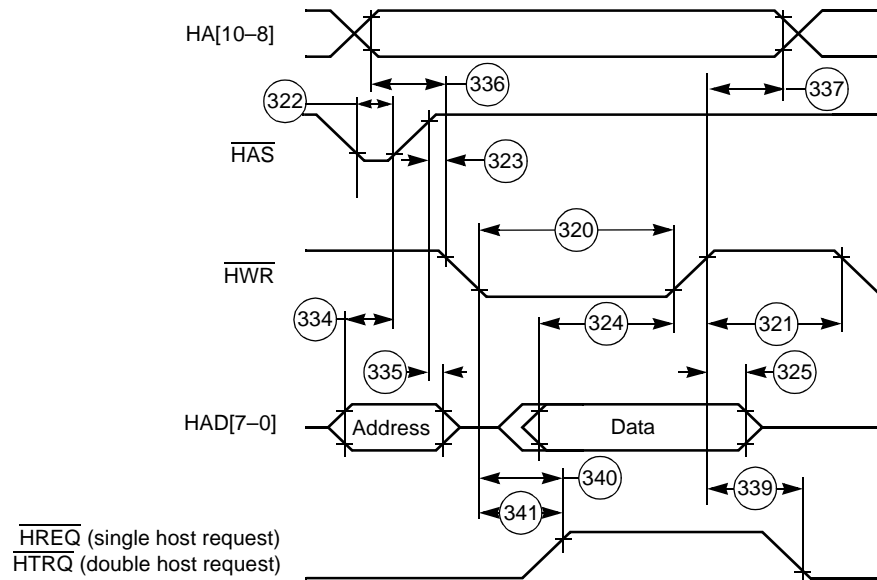 HA[10–8]
336
337
322
HAS
323
320
HWR
334
324
321
335
325
HAD[7–0]
Address
Data
340
339
341
HREQ (single host request)
HTRQ (double host request)